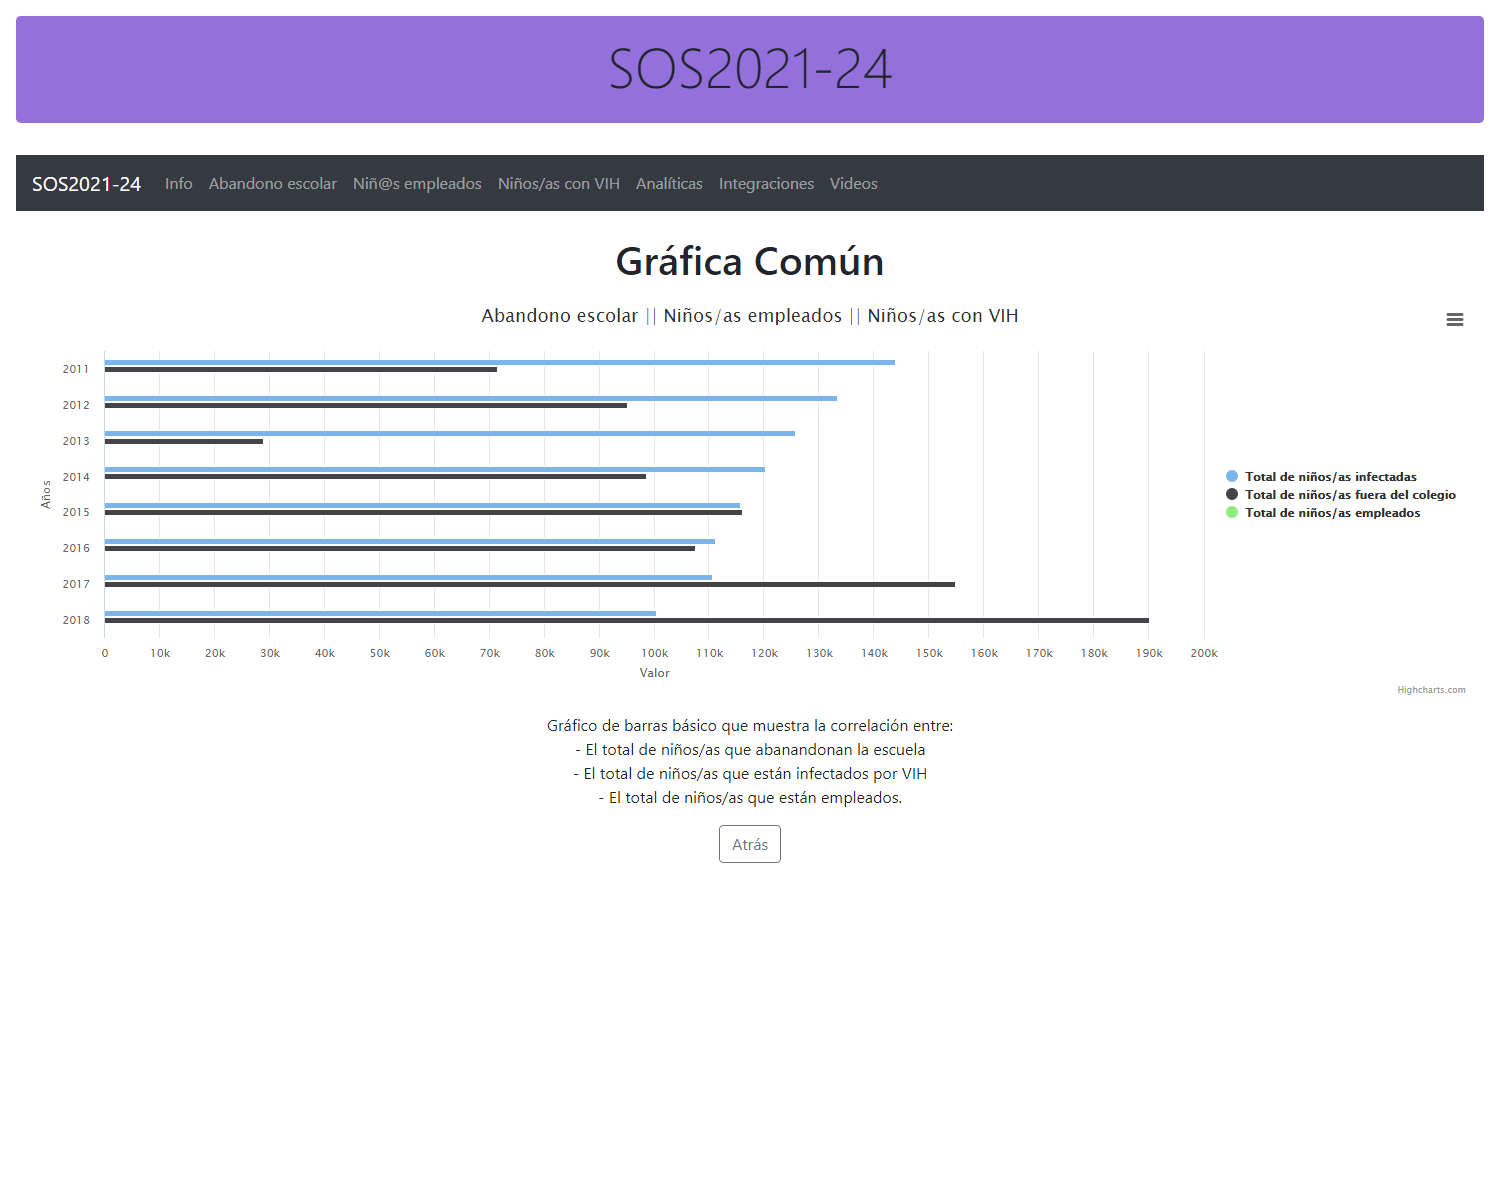 SOS2021-24
SOS2021-24 Info Abandono escolar Niñ@s empleados Niños/as con VIH Analíticas Integraciones Videos
Gráfica Común
Abandono escolar || Niños/as empleados || Niños/as con VIH
Años
2011
2012
2013
2014
2015
2016
2017
2018
0 10k 20k 30k 40k 50k 60k 70k 80k 90k 100k 110k 120k 130k 140k 150k 160k 170k 180k 190k 200k
Valor
Total de niños/as infectadas
Total de niños/as fuera del colegio
Total de niños/as empleados
Highcharts.com
Gráfico de barras básico que muestra la correlación entre:
- El total de niños/as que abanandonan la escuela
- El total de niños/as que están infectados por VIH
- El total de niños/as que están empleados.
Atrás